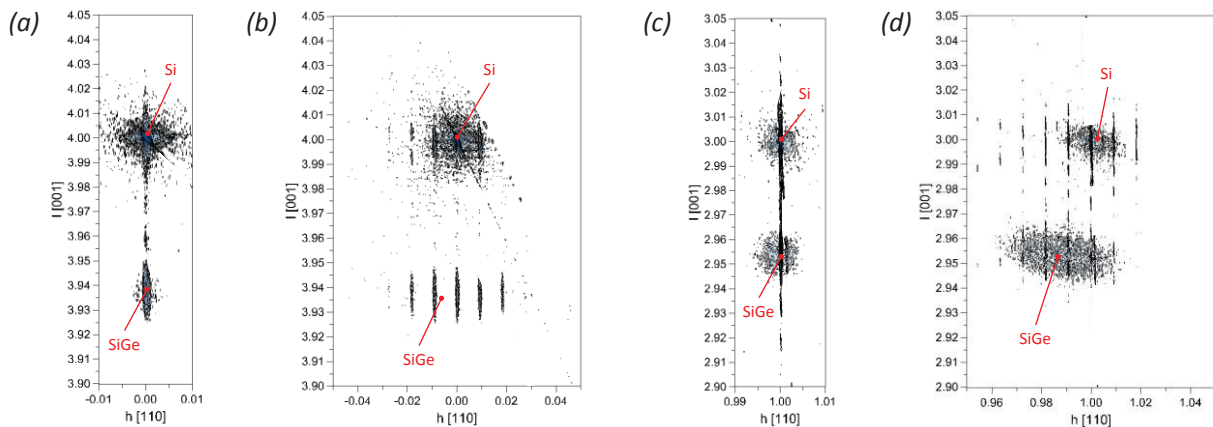 (a)
4.05
4.04
4.03
4.02
4.01
4.00
3.99
3.98
3.97
3.96
3.95
3.94
3.93
3.92
3.91
3.90
l [001]
Si
SiGe
-0.01 0.00 0.01
h [110]
(b)
4.05
4.04
4.03
4.02
4.01
4.00
3.99
3.98
3.97
3.96
3.95
3.94
3.93
3.92
3.91
3.90
l [001]
Si
SiGe
-0.04 -0.02 0.00 0.02 0.04
h [110]
(c)
3.05
3.04
3.03
3.02
3.01
3.00
2.99
2.98
2.97
2.96
2.95
2.94
2.93
2.92
2.91
2.90
l [001]
Si
SiGe
0.99 1.00 1.01
h [110]
(d)
3.05
3.04
3.03
3.02
3.01
3.00
2.99
2.98
2.97
2.96
2.95
2.94
2.93
2.92
2.91
2.90
l [001]
Si
SiGe
0.96 0.98 1.00 1.02 1.04
h [110]